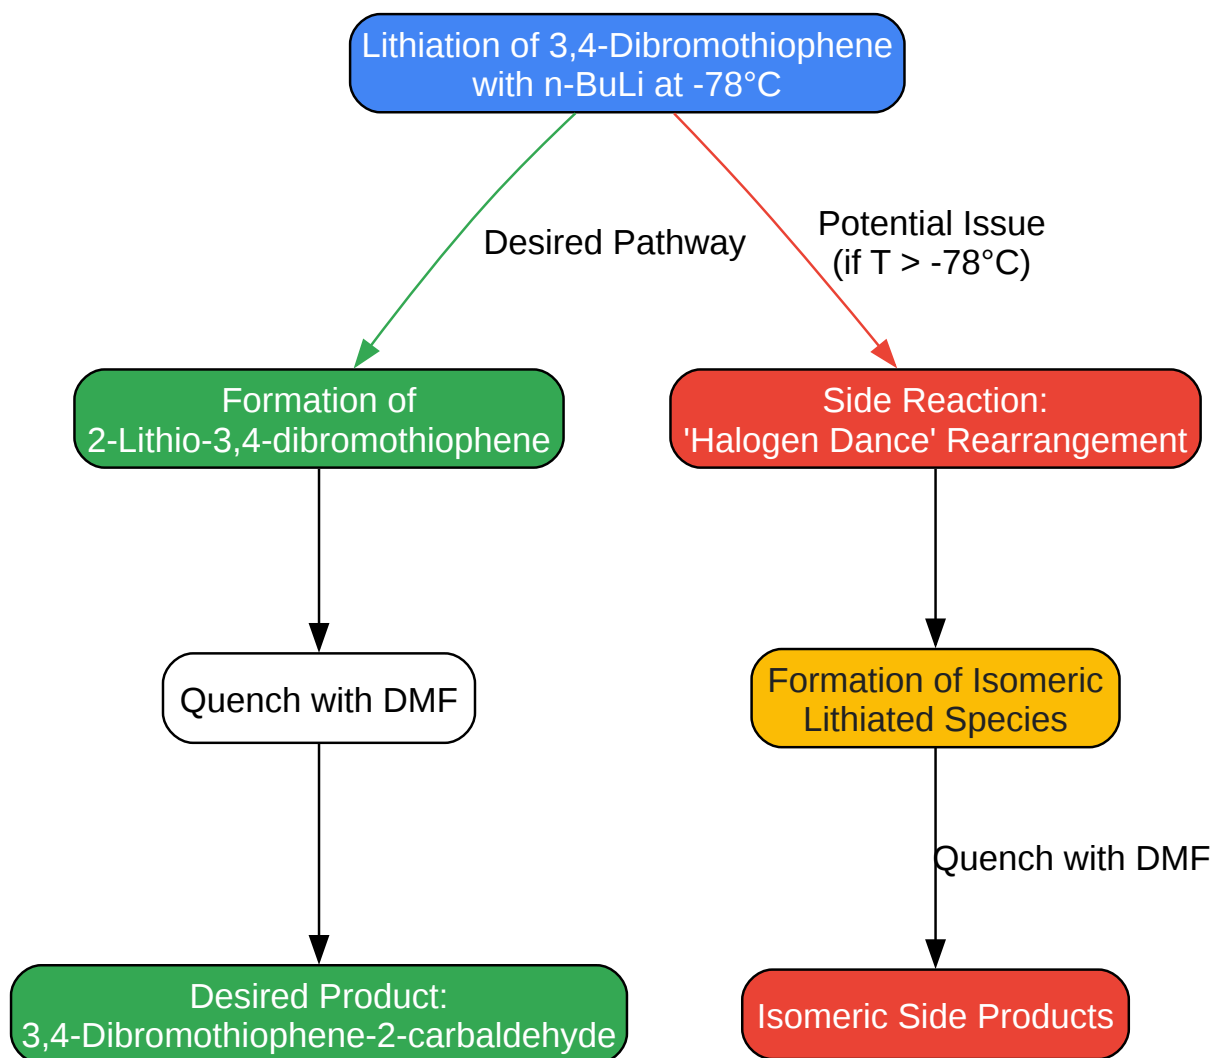 Lithiation of 3,4-Dibromothiophene
with n-BuLi at -78°C
Desired Pathway
Potential Issue
(if T > -78°C)
Formation of
2-Lithio-3,4-dibromothiophene
Side Reaction:
'Halogen Dance' Rearrangement
Quench with DMF
Formation of Isomeric
Lithiated Species
Quench with DMF
Desired Product:
3,4-Dibromothiophene-2-carbaldehyde
Isomeric Side Products